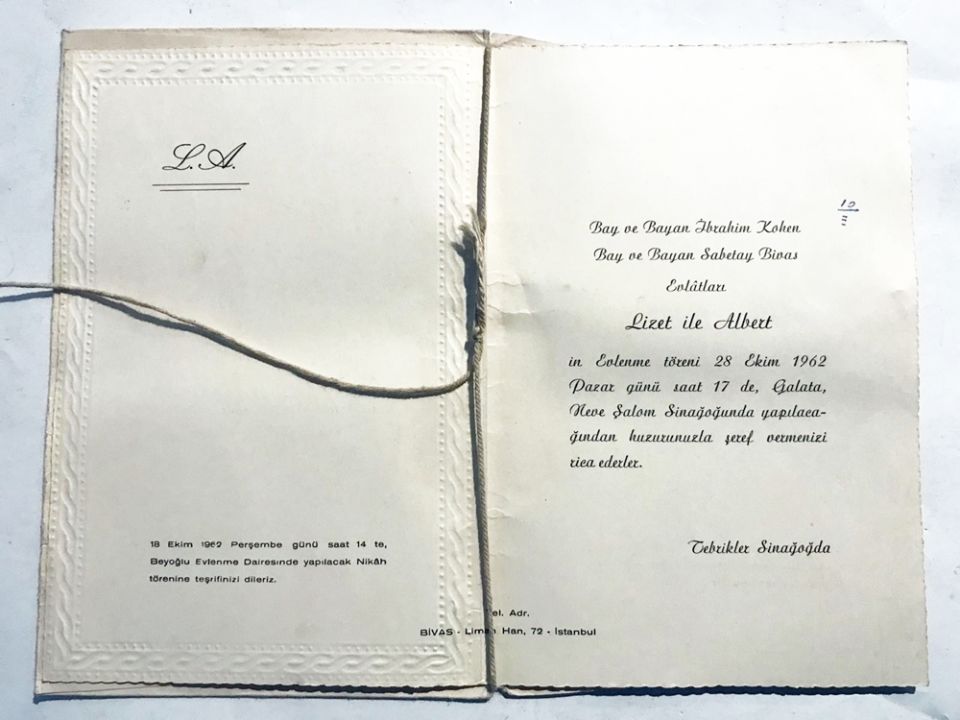 L.A.
18 Ekim 1962 Perşembe günü saat 14 te,
Beyoğlu Evlenme Dairesinde yapılacak Nikâh
törenine teşrifinizi dileriz.
10
Bay ve Bayan İbrahim Kohen
Bay ve Bayan Sabetay Bivas
Evlâtları
Lizet ile Albert
in Evlenme töreni 28 Ekim 1962
Pazar günü saat 17 de, Galata,
Neve Şalom Sinağoğunda yapılaca-
ğından huzurunuzla şeref vermenizi
rica ederler.
Tebrikler Sinağoğda
Adr.
BİVAS - Liman Han, 72 - İstanbul